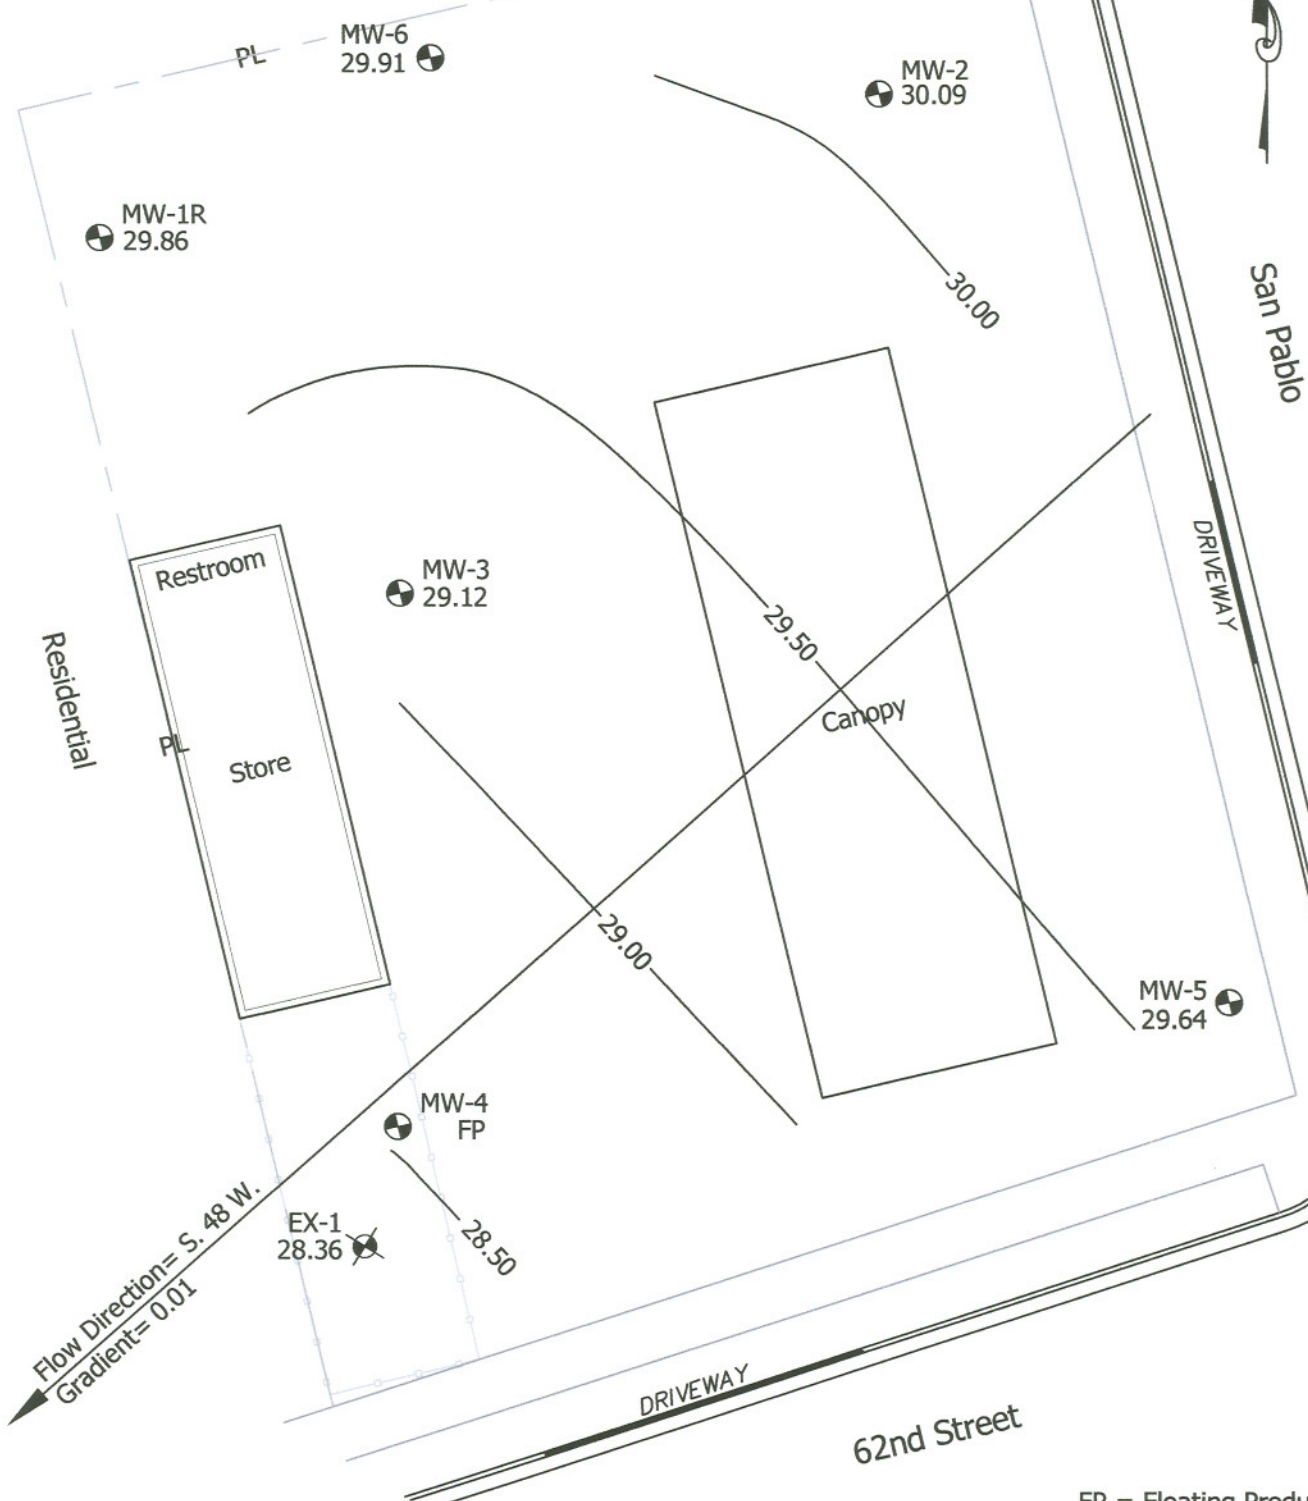 PL
MW-6
29.91
MW-2
30.09
MW-1R
29.86
San Pablo
30.00
Restroom
MW-3
29.12
29.50
DRIVEWAY
Residential
PL
Store
Canopy
29.00
MW-5
29.64
MW-4
FP
EX-1
28.36
28.50
Flow Direction= S. 48 W.
Gradient= 0.01
DRIVEWAY
62nd Street
FP = Floating